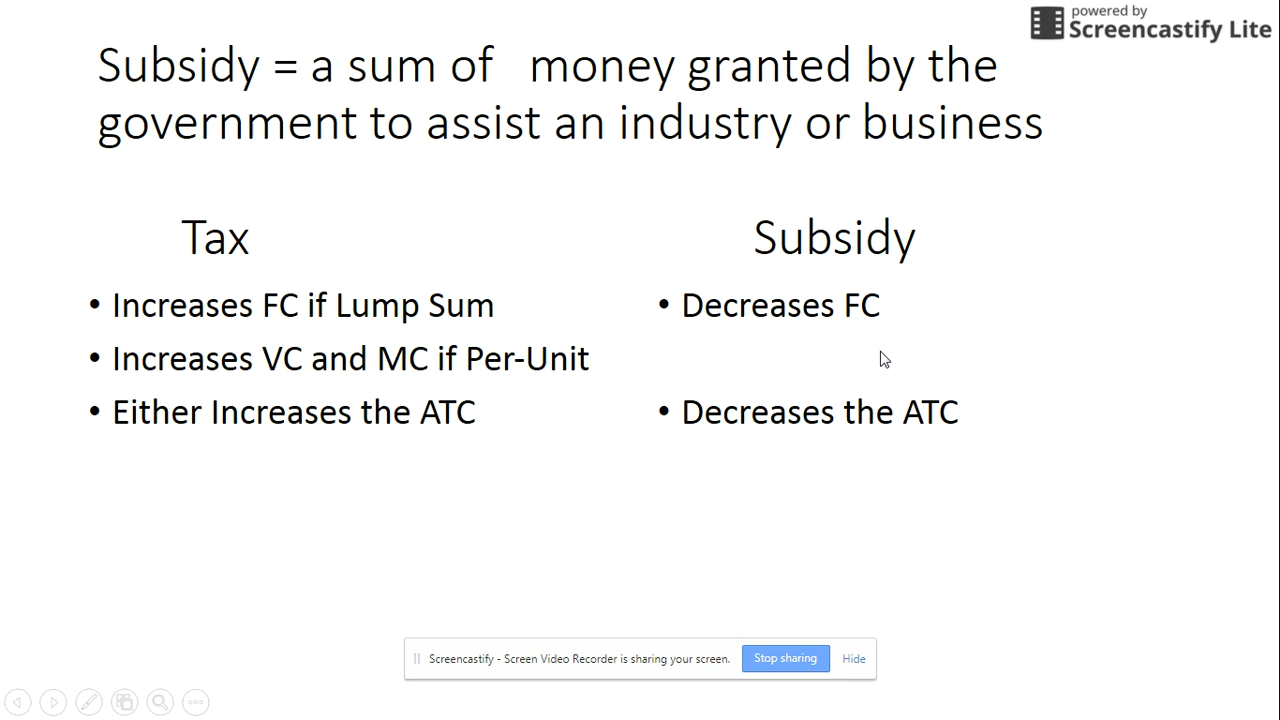 powered by
Screencastify Lite
Subsidy = a sum of money granted by the
government to assist an industry or business
Tax
• Increases FC if Lump Sum
• Increases VC and MC if Per-Unit
• Either Increases the ATC
Subsidy
• Decreases FC
• Decreases the ATC
Screencastify - Screen Video Recorder is sharing your screen. Stop sharing Hide